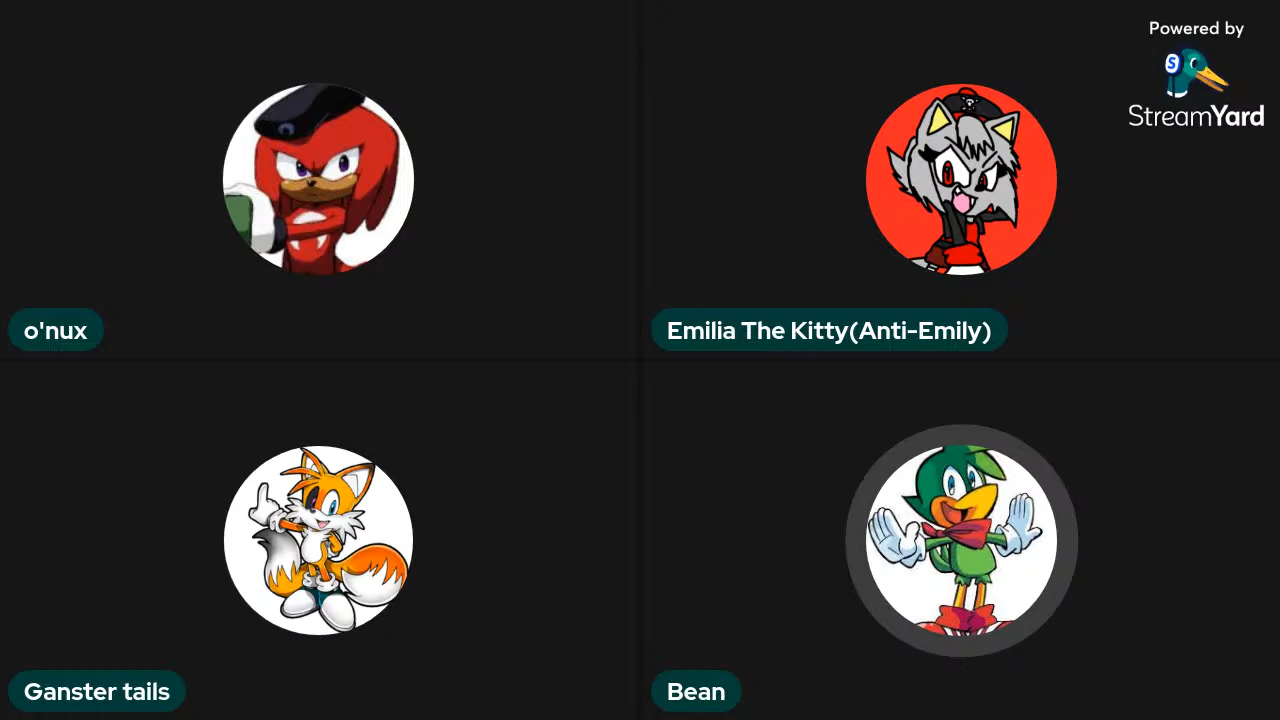 Powered by
S
StreamYard
o'nux
Emilia The Kitty(Anti-Emily)
Ganster tails
Bean